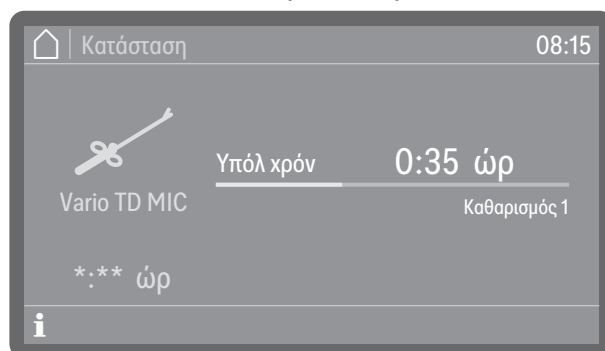 Κατάσταση 08:15
Υπόλ χρόν 0:35 ώρ
Vario TD MIC
Καθαρισμός 1
*:** ώρ
i